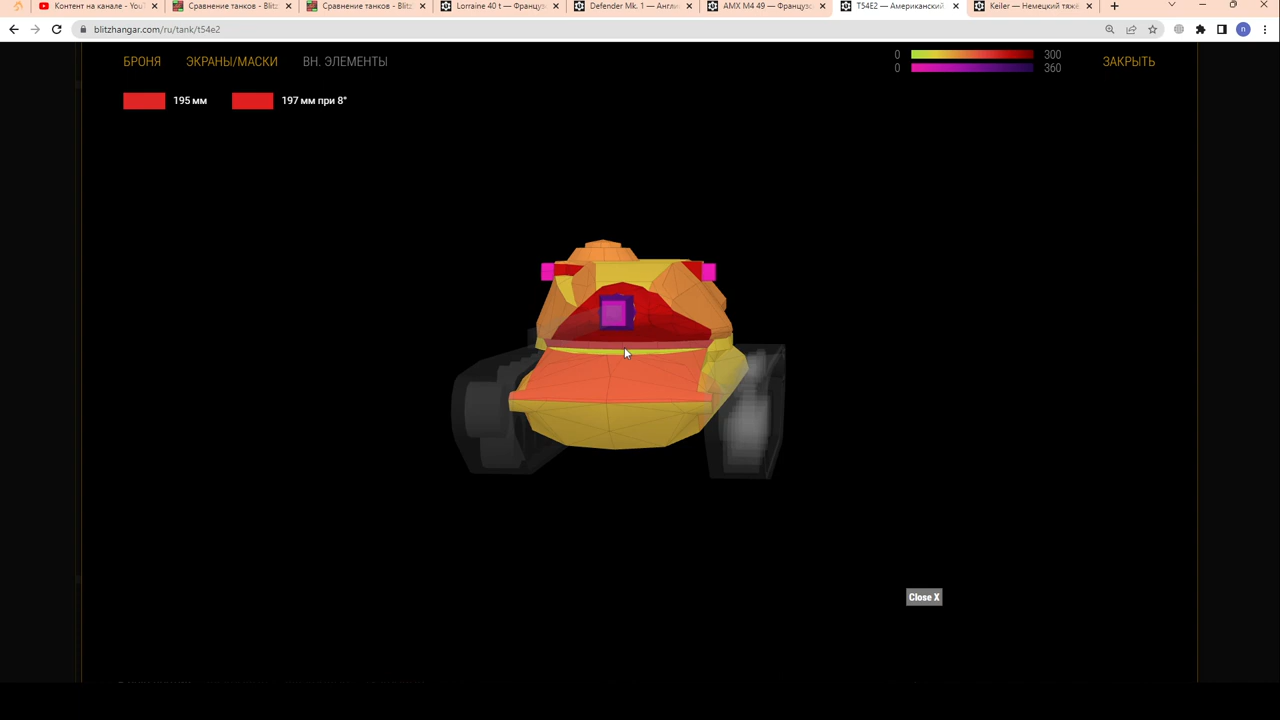 Контент на канале - YouT
Сравнение танков - Blitz
Сравнение танков - Blitz
Lorraine 40 t — Француз
Defender Mk. 1 — Англи
AMX M4 49 — Француз
T54E2 — Американский
Keiler — Немецкий тяж
blitzhangar.com/ru/tank/t54e2
n
БРОНЯ ЭКРАНЫ/МАСКИ ВН. ЭЛЕМЕНТЫ
0 300
0 360
ЗАКРЫТЬ
195 мм 197 мм при 8°
Close X